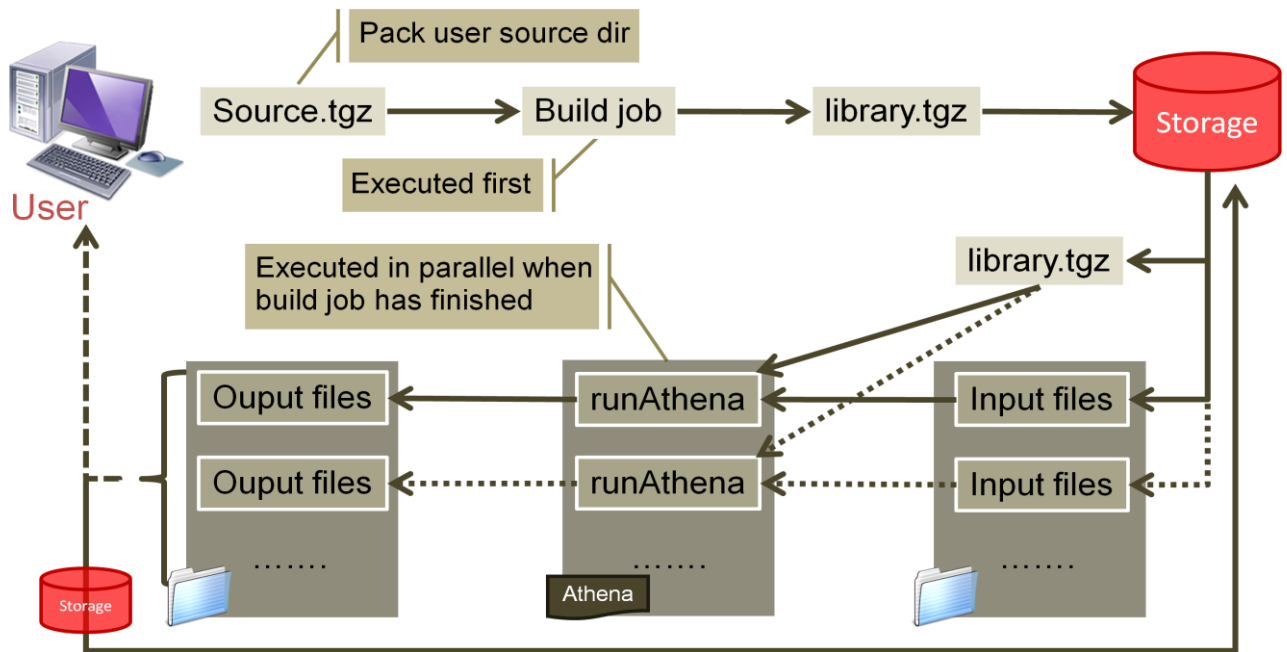 Pack user source dir
Source.tgz
Build job
library.tgz
Storage
Executed first
User
library.tgz
Executed in parallel when
build job has finished
Ouput files
runAthena
Input files
Ouput files
runAthena
Input files
.......
.......
.......
Storage
Athena